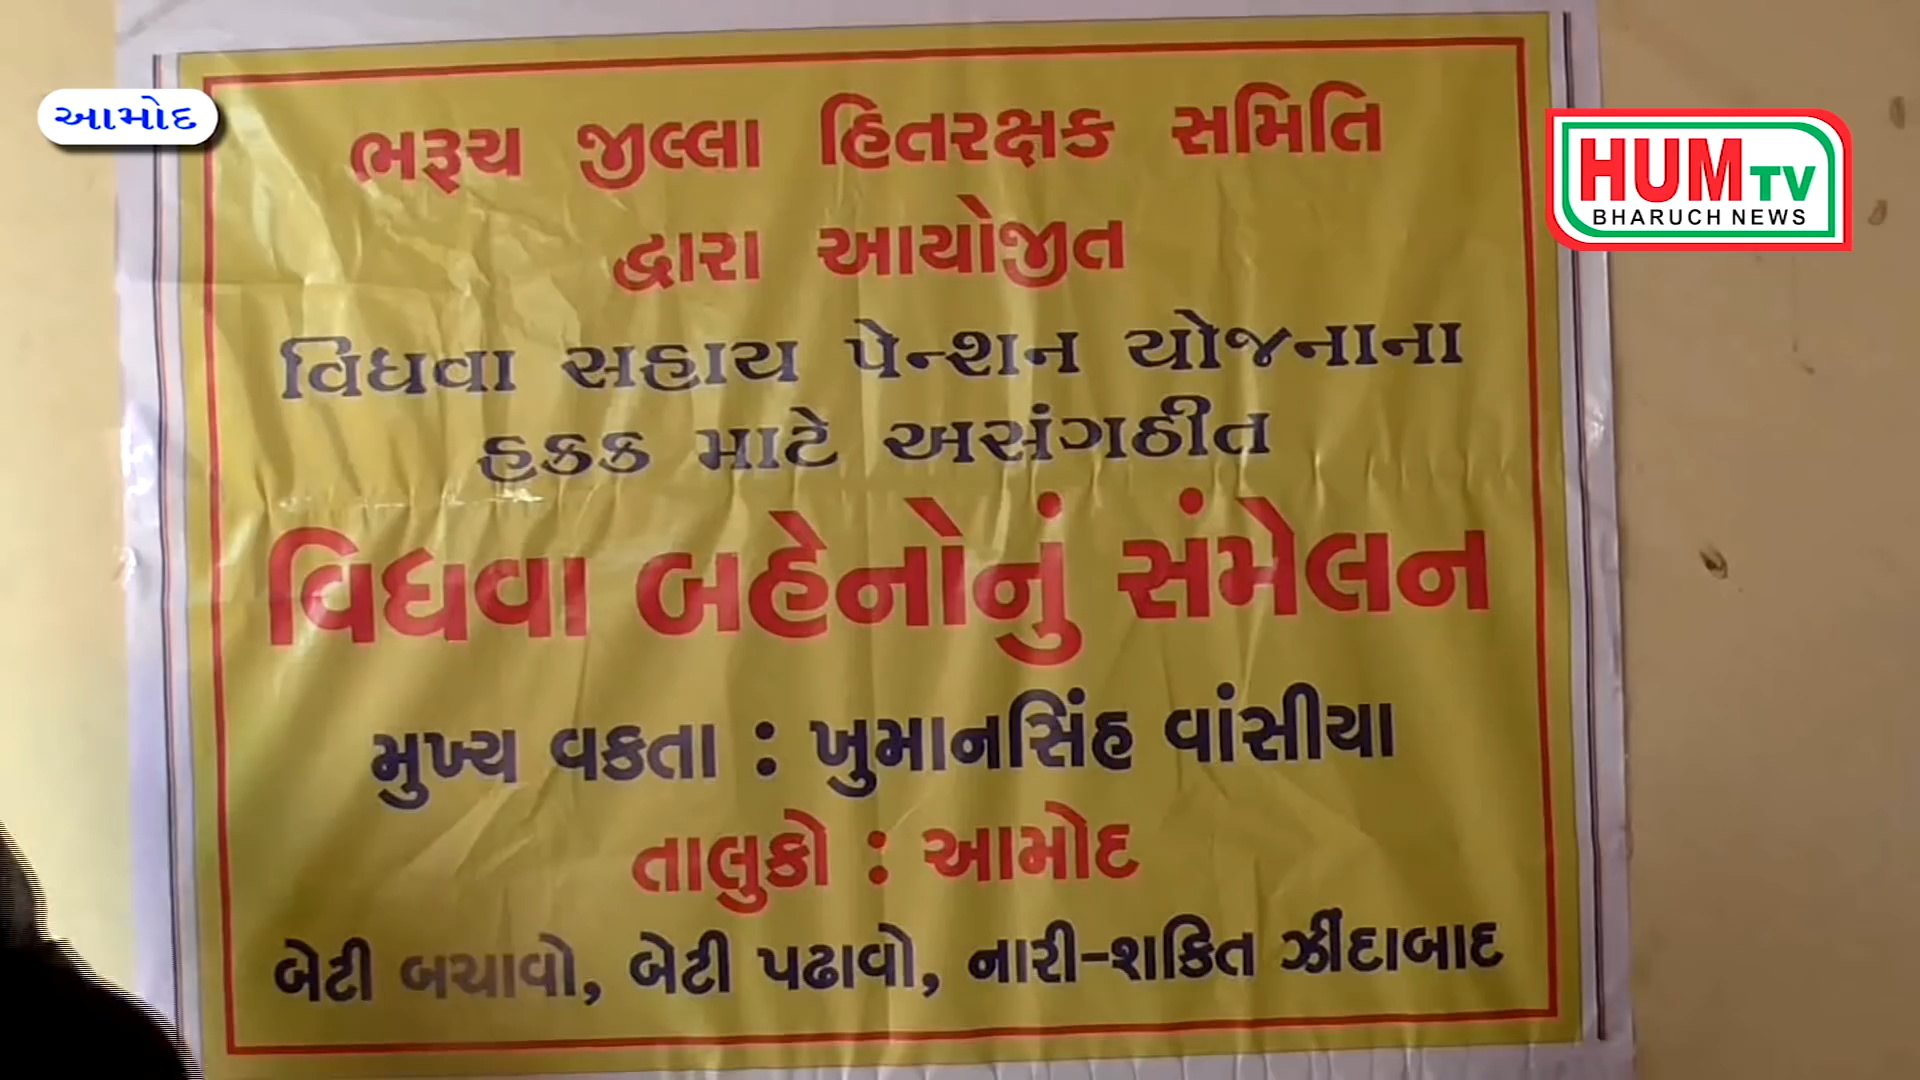 આમોદ
HUM TV
BHARUCH NEWS
ભરૂચ જીલ્લા હિતરક્ષક સમિતિ
દ્વારા આયોજીત
વિધવા સહાય પેન્શન યોજનાના
હકક માટે અસંગઠીત
વિધવા બહેનોનું સંમેલન
મુખ્ય વકતા : ખુમાનસિંહ વાંસીયા
તાલુકો : આમોદ
બેટી બચાવો, બેટી પઢાવો, નારી-શકિત ઝીંદાબાદ